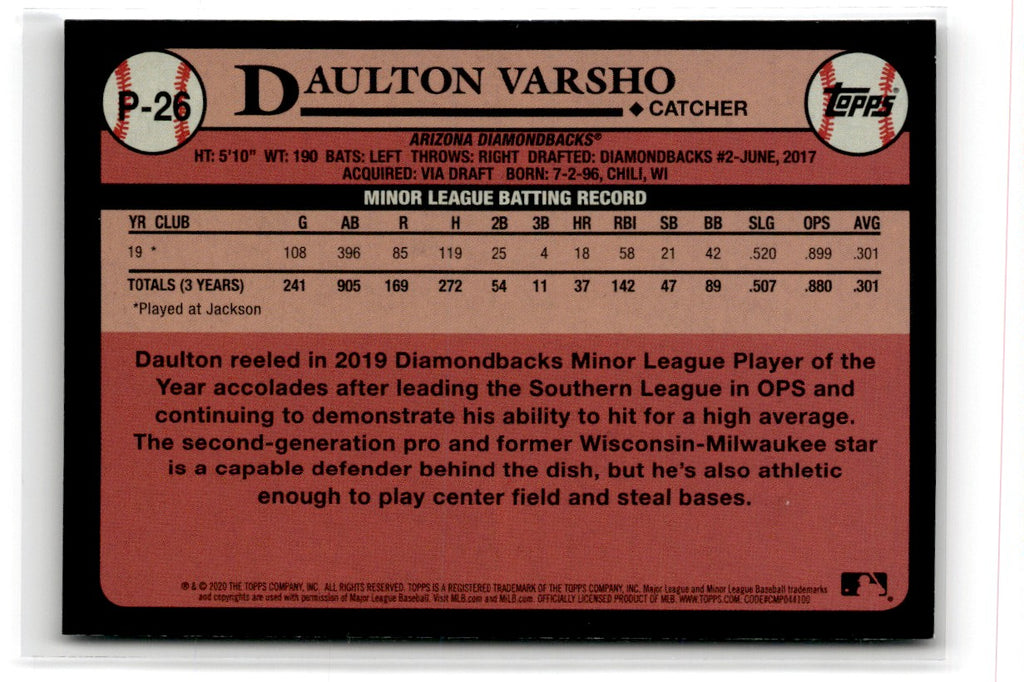 P-26
DAULTON VARSHO
◆ CATCHER
Topps®
ARIZONA DIAMONDBACKS®
HT: 5'10" WT: 190 BATS: LEFT THROWS: RIGHT DRAFTED: DIAMONDBACKS #2-JUNE, 2017
ACQUIRED: VIA DRAFT BORN: 7-2-96, CHILI, WI
MINOR LEAGUE BATTING RECORD
YR CLUB G AB R H 2B 3B HR RBI SB BB SLG OPS AVG
19 * 108 396 85 119 25 4 18 58 21 42 .520 .899 .301
TOTALS (3 YEARS) 241 905 169 272 54 11 37 142 47 89 .507 .880 .301
*Played at Jackson
Daulton reeled in 2019 Diamondbacks Minor League Player of the
Year accolades after leading the Southern League in OPS and
continuing to demonstrate his ability to hit for a high average.
The second-generation pro and former Wisconsin-Milwaukee star
is a capable defender behind the dish, but he's also athletic
enough to play center field and steal bases.
℗ & © 2020 THE TOPPS COMPANY, INC. ALL RIGHTS RESERVED. TOPPS IS A REGISTERED TRADEMARK OF THE TOPPS COMPANY, INC. Major League and Minor League Baseball trademarks
and copyrights are used with permission of Major League Baseball. Visit MLB.com and MiLB.com. OFFICIALLY LICENSED PRODUCT OF MLB. WWW.TOPPS.COM. CODE#CMP044100